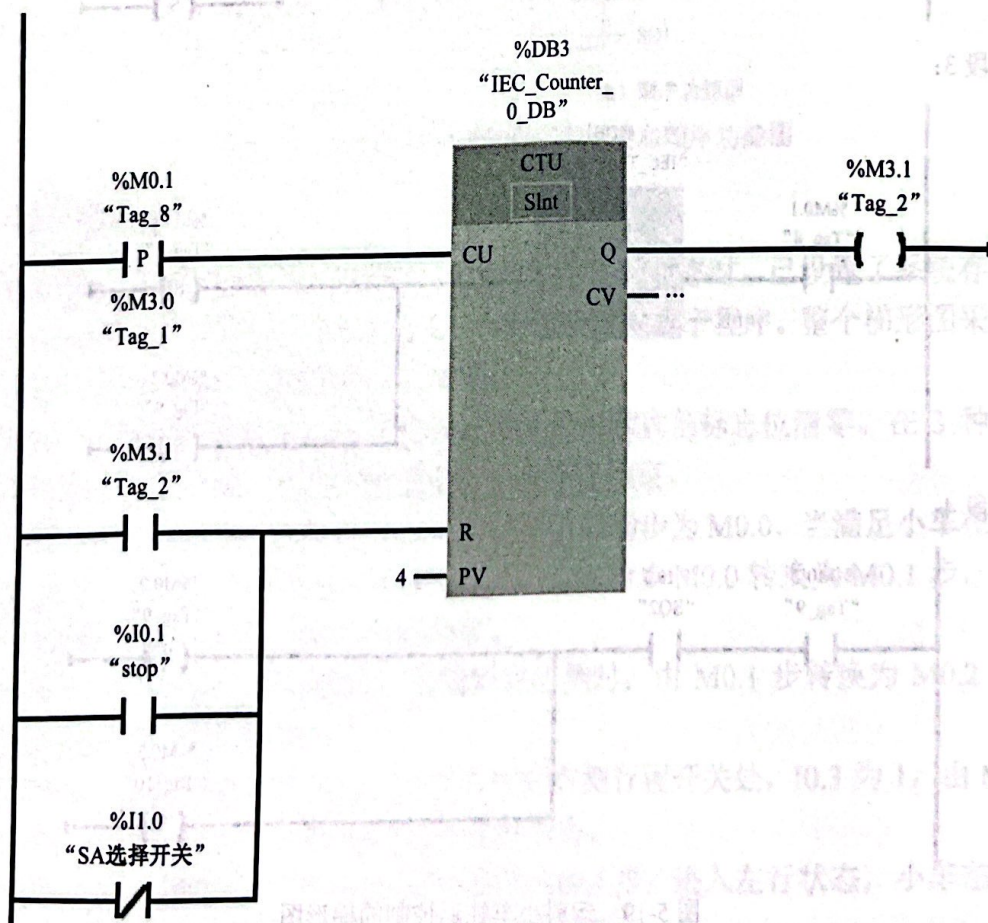 %DB3
“IEC_Counter_
0_DB”
CTU
SInt
%M0.1
“Tag_8”
P
CU
Q
%M3.1
“Tag_2”
CV
...
%M3.0
“Tag_1”
%M3.1
“Tag_2”
R
4
PV
%I0.1
“stop”
%I1.0
“SA选择开关”